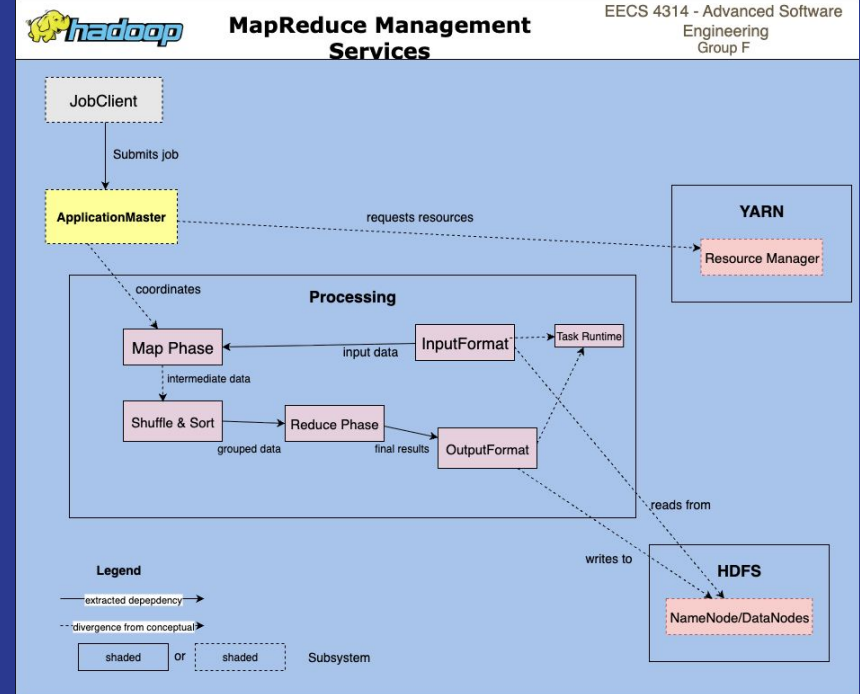 hadoop
MapReduce Management
Services
EECS 4314 - Advanced Software
Engineering
Group F
JobClient
Submits job
ApplicationMaster
requests resources
YARN
Resource Manager
coordinates
Processing
Map Phase
input data
InputFormat
Task Runtime
intermediate data
Shuffle & Sort
grouped data
Reduce Phase
final results
OutputFormat
reads from
writes to
HDFS
NameNode/DataNodes
Legend
extracted depepdency
divergence from conceptual
shaded or shaded Subsystem